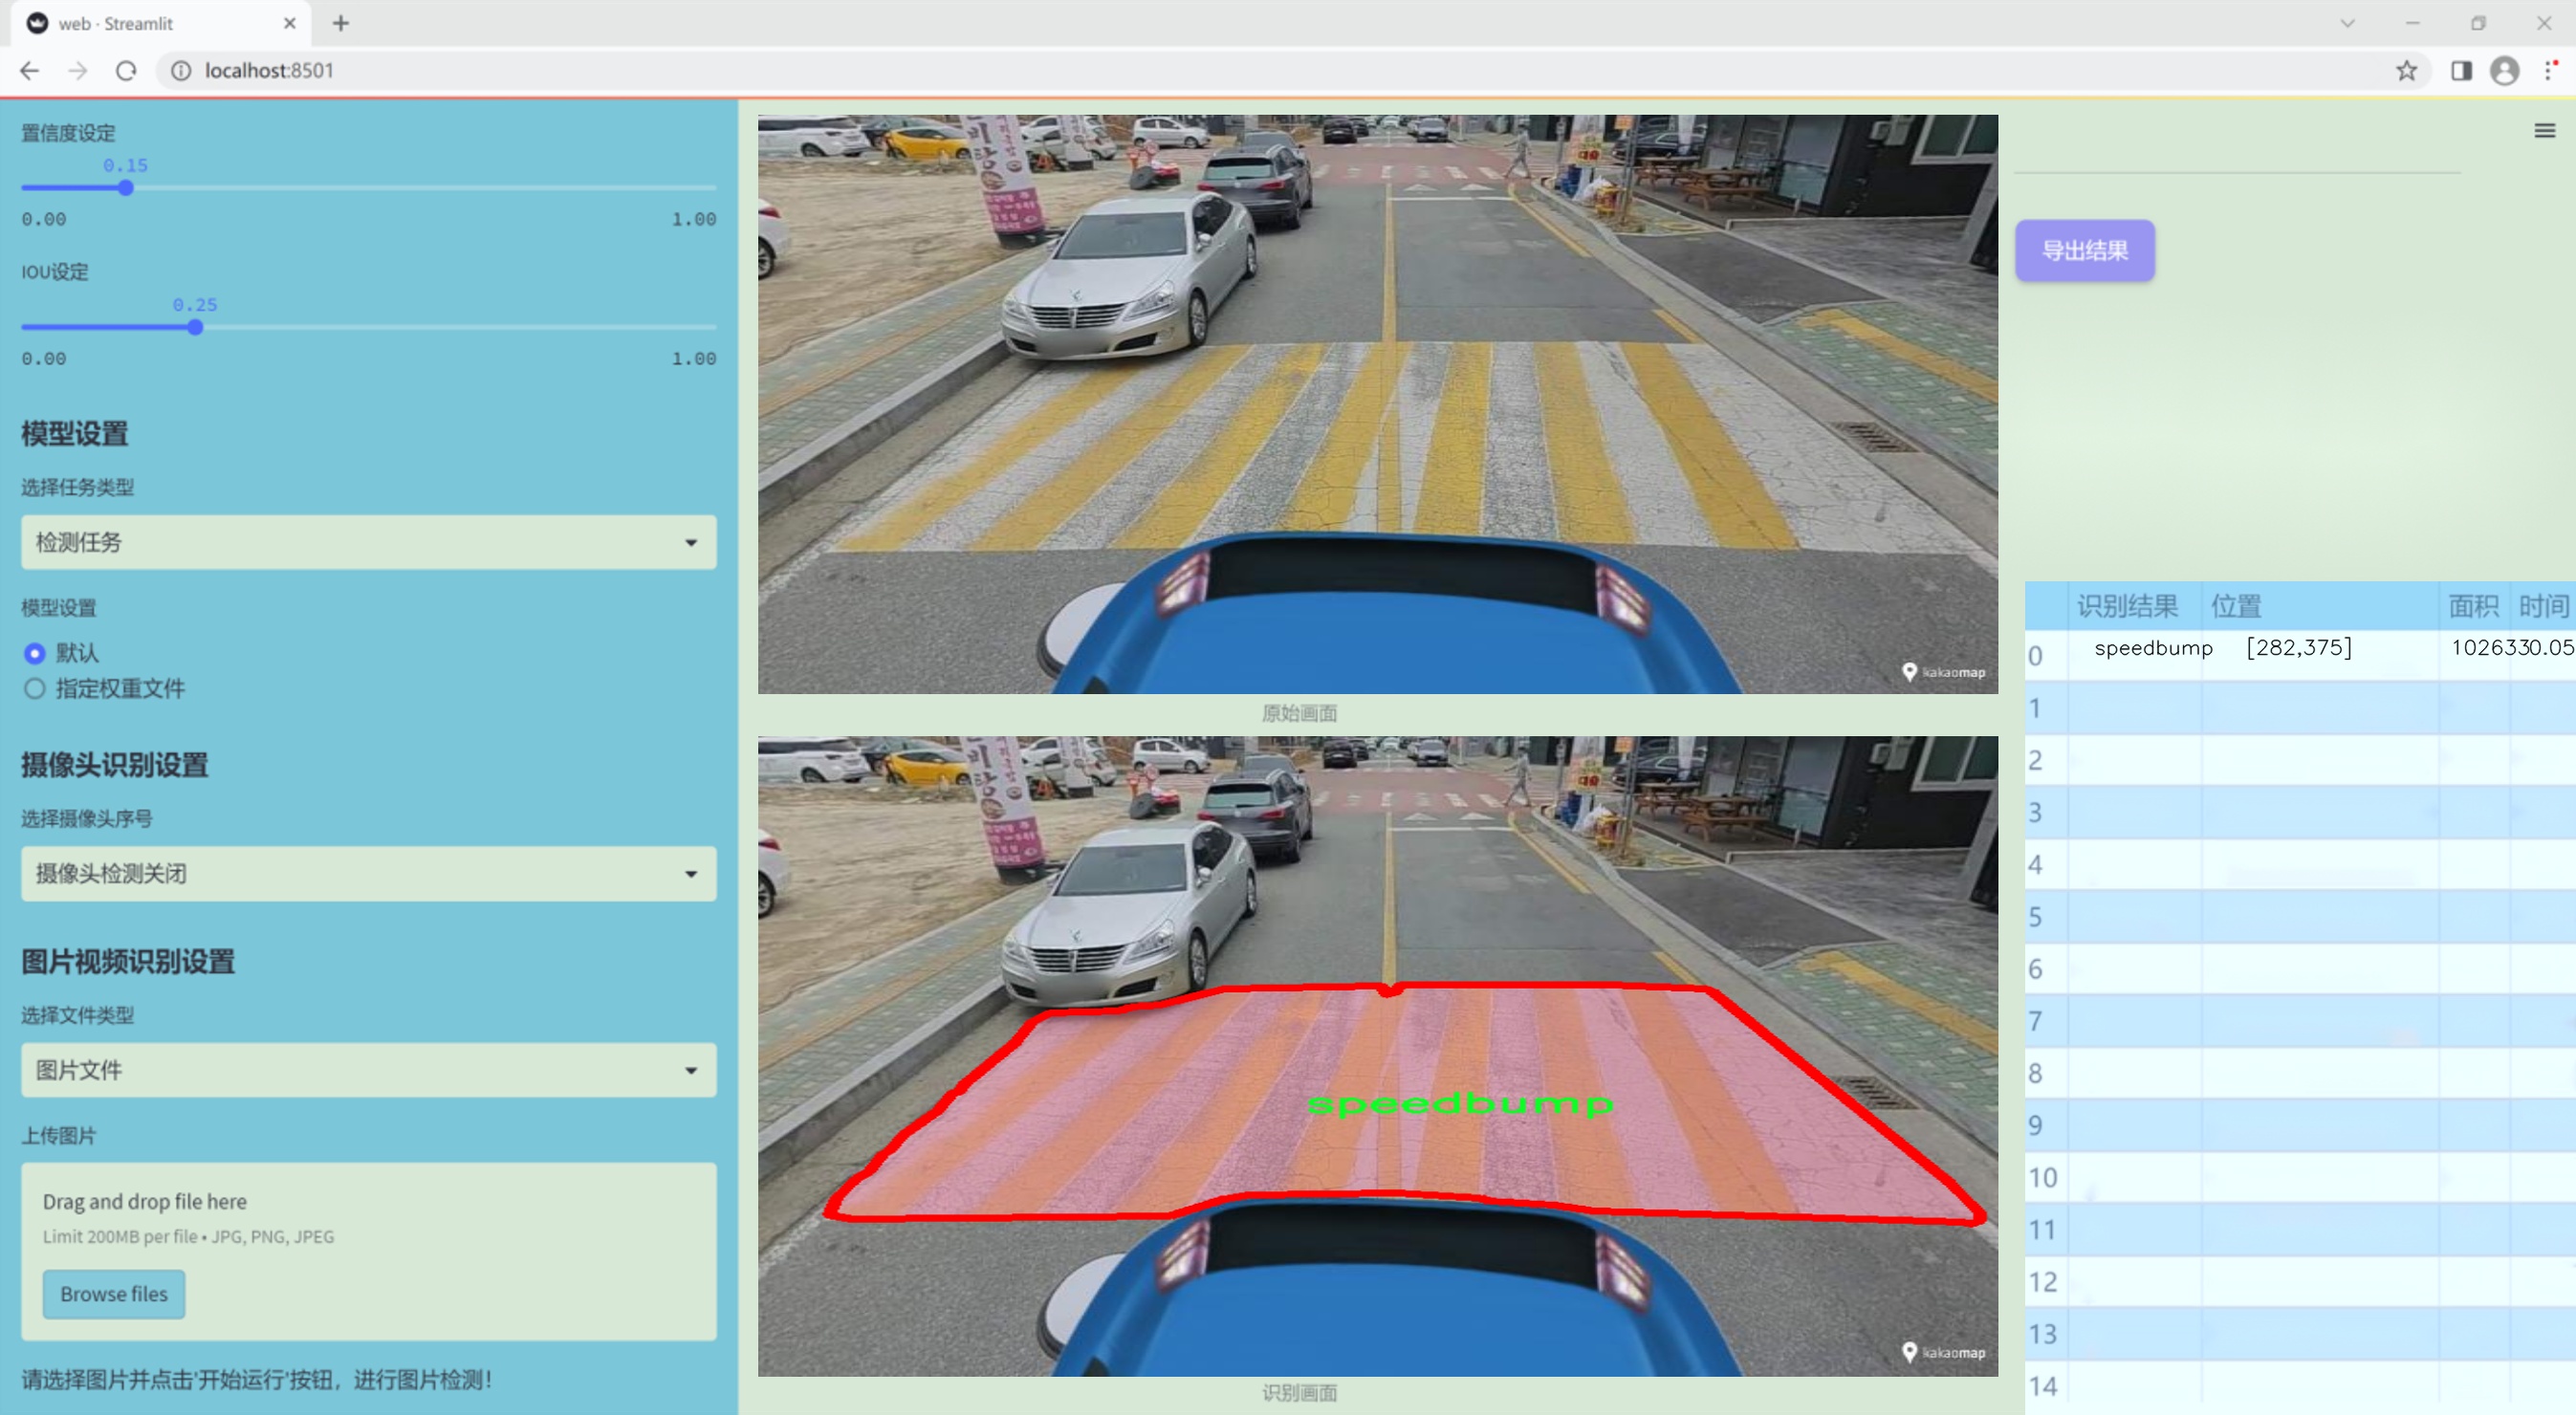 web · Streamlit
localhost:8501
置信度设定
0.15
0.00 1.00
IOU设定
0.25
0.00 1.00
模型设置
选择任务类型
检测任务
模型设置
默认
指定权重文件
摄像头识别设置
选择摄像头序号
摄像头检测关闭
图片视频识别设置
选择文件类型
图片文件
上传图片
Drag and drop file here
Limit 200MB per file • JPG, PNG, JPEG
Browse files
请选择图片并点击'开始运行'按钮，进行图片检测!
kakaomap
原始画面
speedbump
kakaomap
识别画面
导出结果
识别结果 位置 面积 时间
0 speedbump [282,375] 1026330.05
1
2
3
4
5
6
7
8
9
10
11
12
13
14